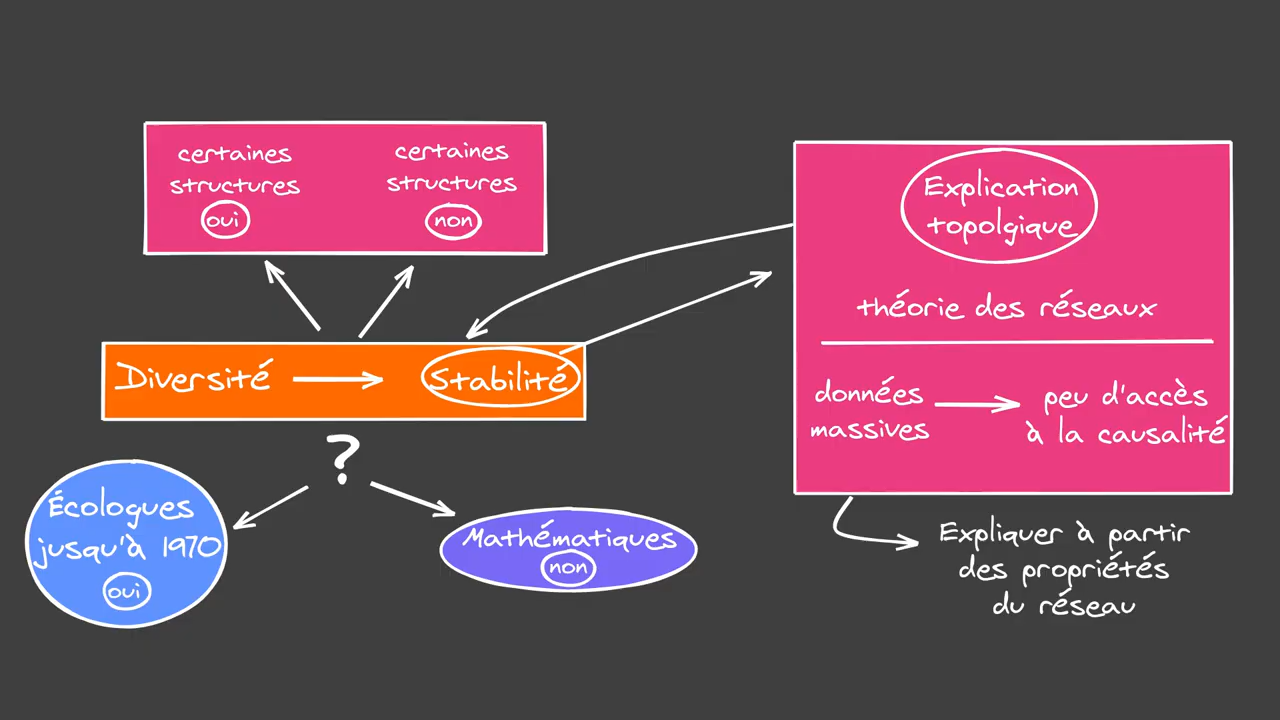 certaines
structures
oui
certaines
structures
non
Diversité
Stabilité
?
Écologues
jusqu'à 1970
oui
Mathématiques
non
Explication
topolgique
théorie des réseaux
données
massives
peu d'accès
à la causalité
Expliquer à partir
des propriétés
du réseau